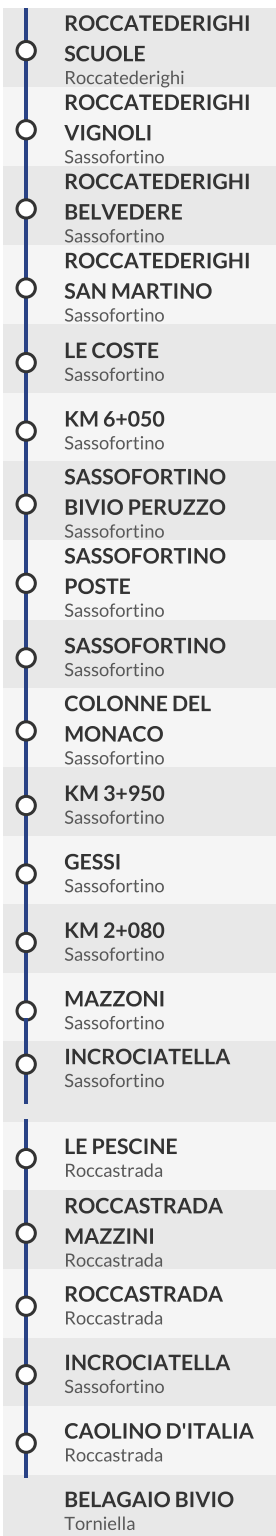 ROCCATEDERIGHI
SCUOLE
Roccatederighi
ROCCATEDERIGHI
VIGNOLI
Sassofortino
ROCCATEDERIGHI
BELVEDERE
Sassofortino
ROCCATEDERIGHI
SAN MARTINO
Sassofortino
LE COSTE
Sassofortino
KM 6+050
Sassofortino
SASSOFORTINO
BIVIO PERUZZO
Sassofortino
SASSOFORTINO
POSTE
Sassofortino
SASSOFORTINO
Sassofortino
COLONNE DEL
MONACO
Sassofortino
KM 3+950
Sassofortino
GESSI
Sassofortino
KM 2+080
Sassofortino
MAZZONI
Sassofortino
INCROCIATELLA
Sassofortino
LE PESCINE
Roccastrada
ROCCASTRADA
MAZZINI
Roccastrada
ROCCASTRADA
Roccastrada
INCROCIATELLA
Sassofortino
CAOLINO D'ITALIA
Roccastrada
BELAGAIO BIVIO
Torniella